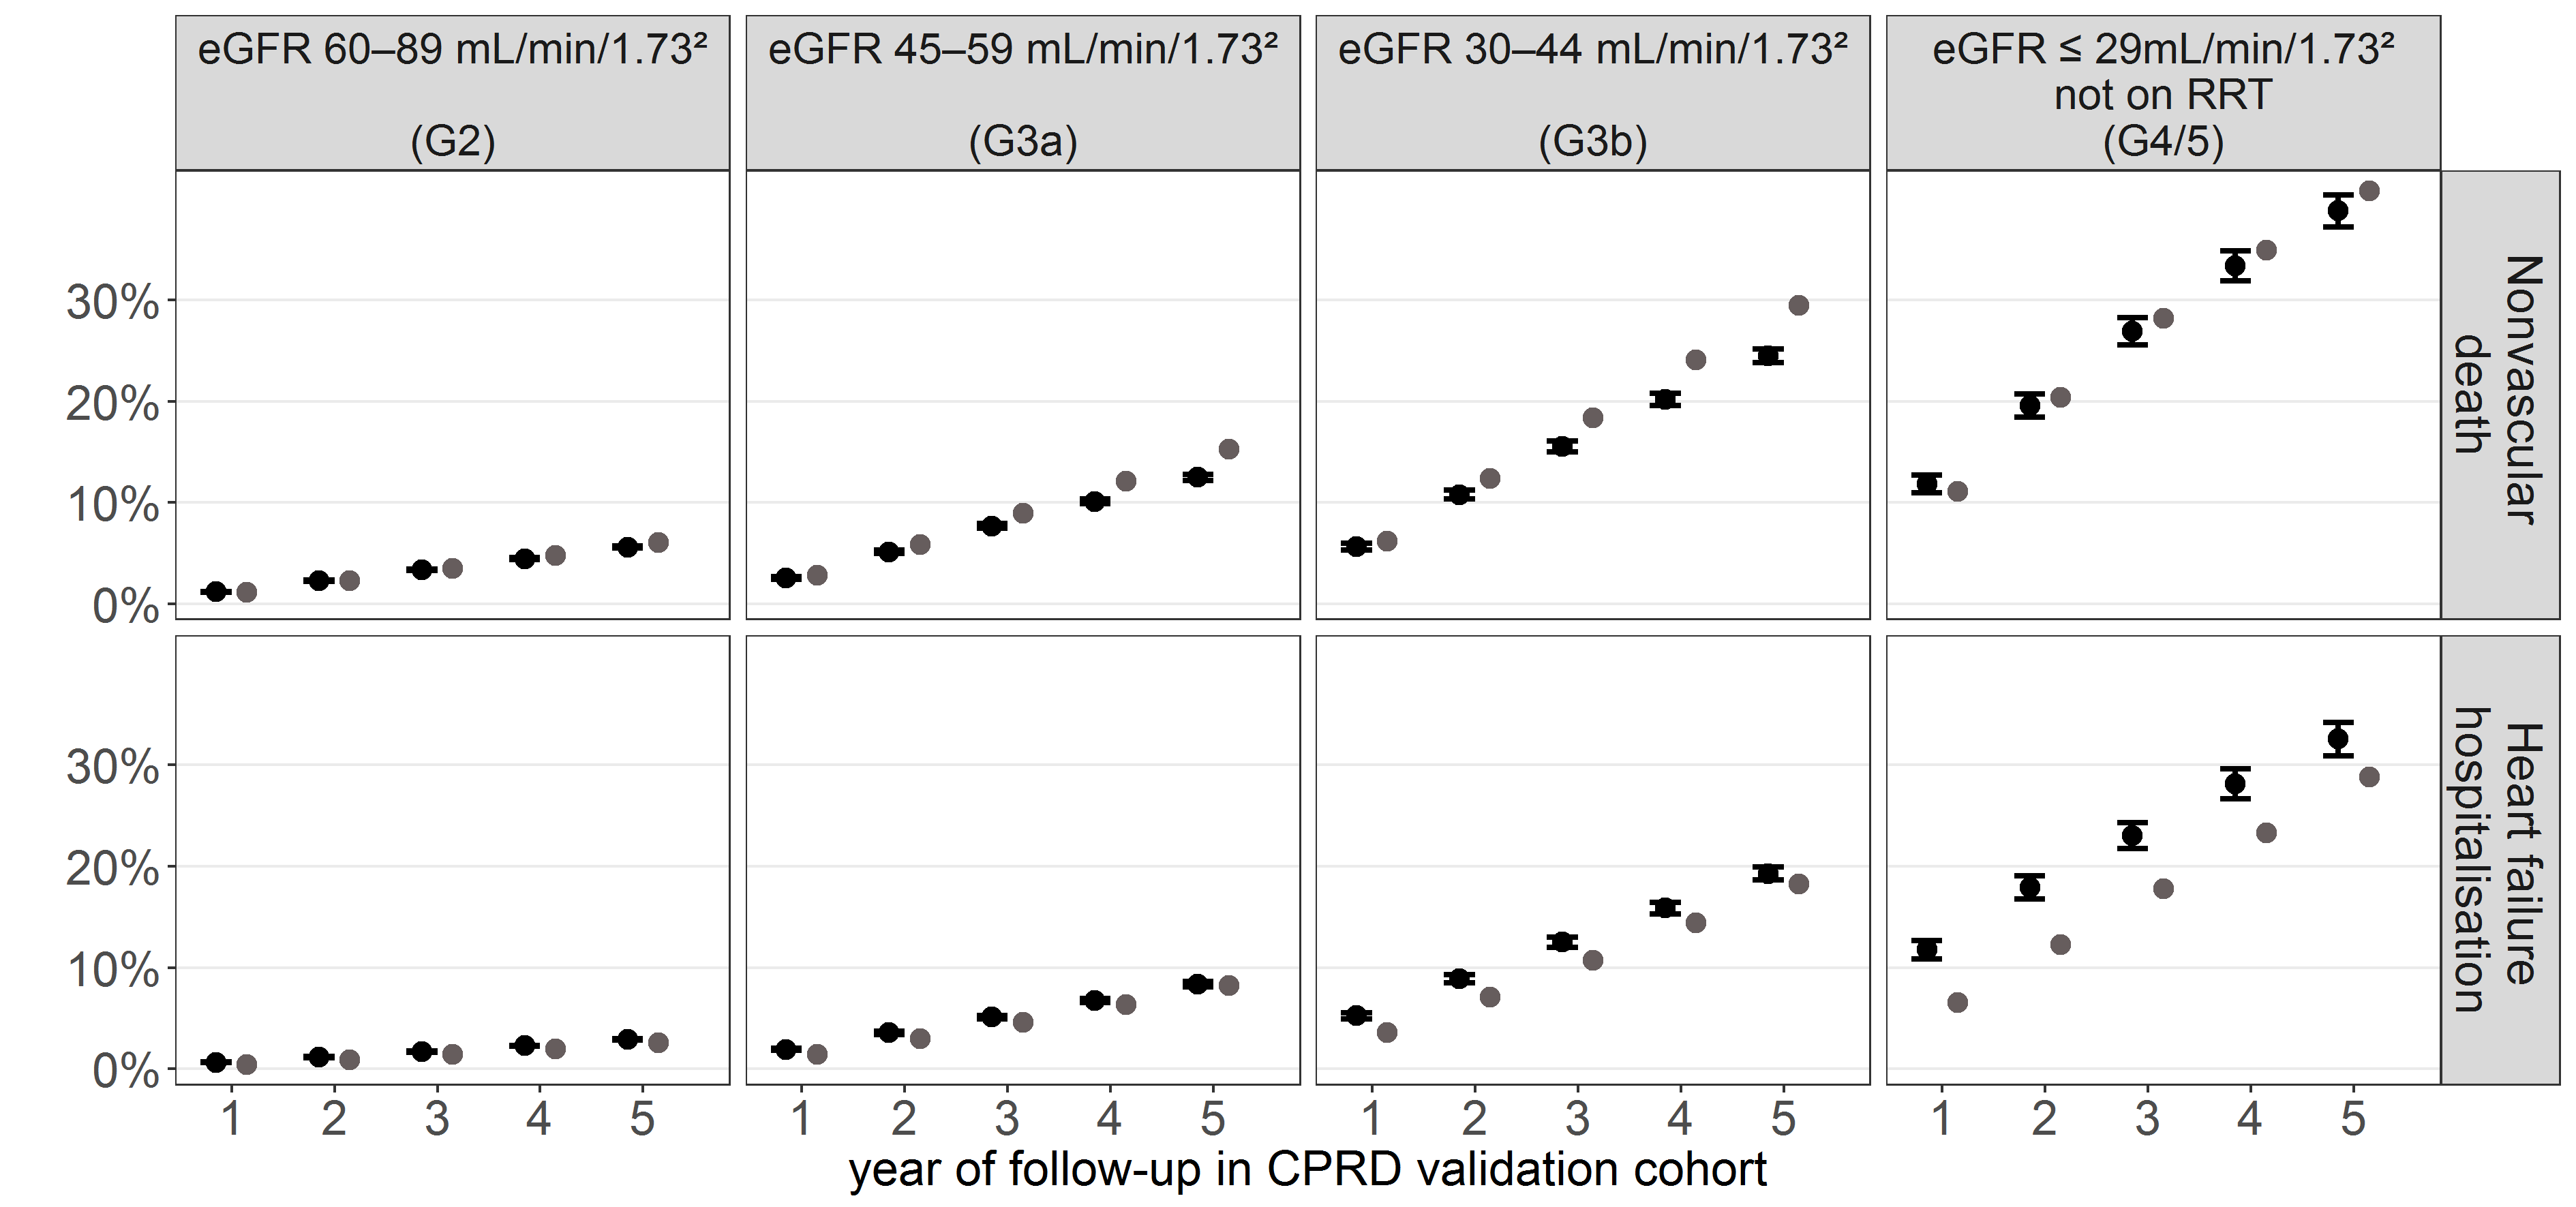 eGFR 60–89 mL/min/1.73²
(G2)
eGFR 45–59 mL/min/1.73²
(G3a)
eGFR 30–44 mL/min/1.73²
(G3b)
eGFR ≤ 29mL/min/1.73²
not on RRT
(G4/5)
30%
20%
10%
0%
Nonvascular
death
30%
20%
10%
0%
Heart failure
hospitalisation
1 2 3 4 5
1 2 3 4 5
1 2 3 4 5
1 2 3 4 5
year of follow-up in CPRD validation cohort